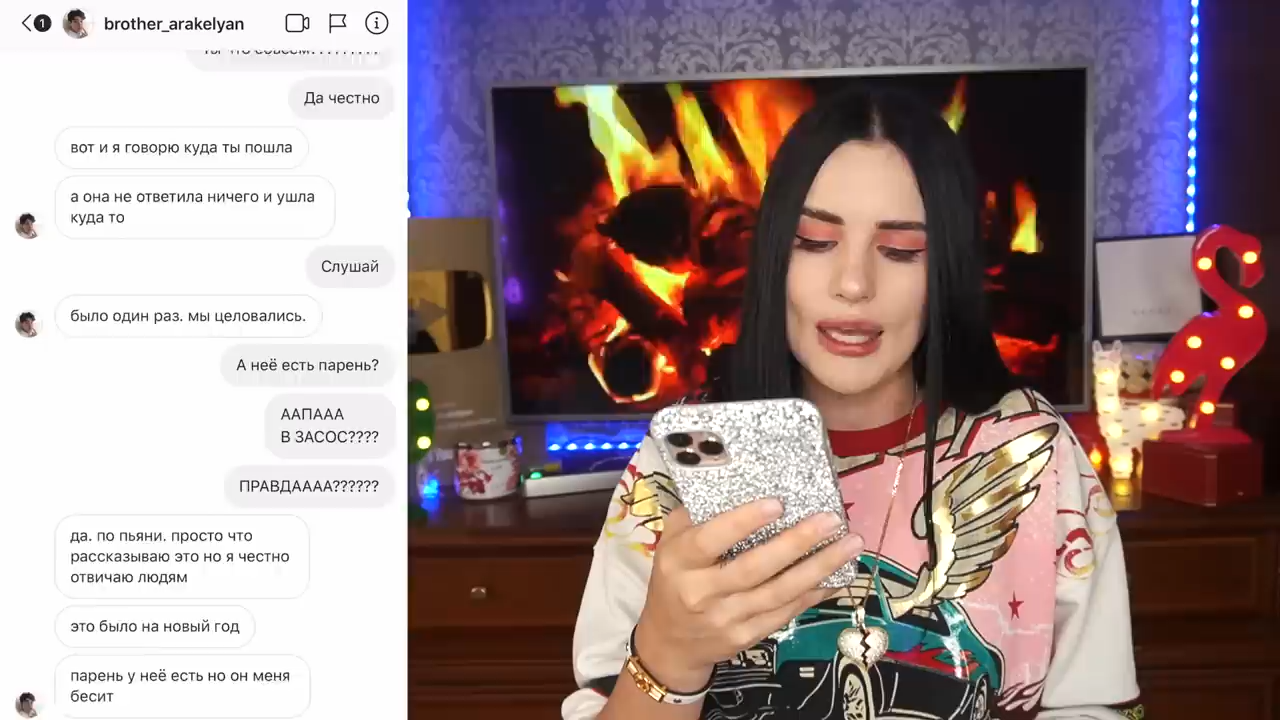 1
brother_arakelyan
Да честно
вот и я говорю куда ты пошла
а она не ответила ничего и ушла
куда то
Слушай
было один раз. мы целовались.
А неё есть парень?
ААПААА
В ЗАСОС????
ПРАВДАААА??????
да. по пьяни. просто что
рассказываю это но я честно
отвичаю людям
это было на новый год
парень у неё есть но он меня
бесит